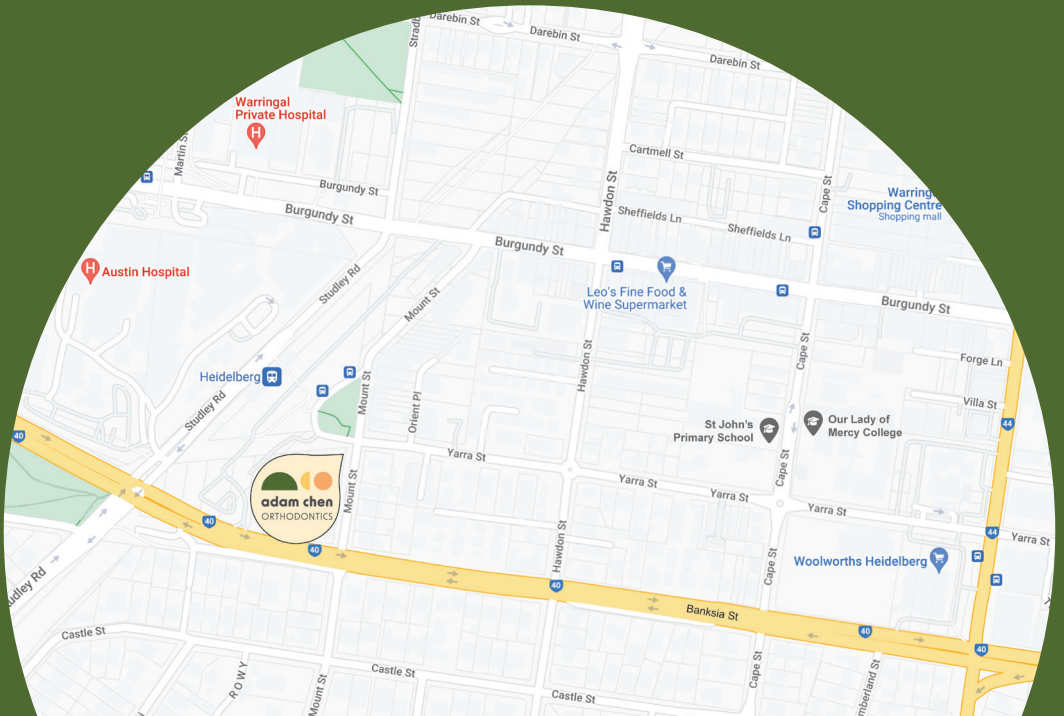 Darebin St
Darebin St
Darebin St
Warringal
Private Hospital
H
Martin St
Burgundy St
Burgundy St
Cartmell St
Hawdon St
Cape St
Shopping Centre
Shopping mall
Sheffields Ln
Sheffields Ln
Burgundy St
H
Austin Hospital
Studley Rd
Mount St
Leo's Fine Food &
Wine Supermarket
Burgundy St
Heidelberg
Studley Rd
Mount St
Orient Pl
Hawdon St
Cape St
Forge Ln
Villa St
44
St John's
Primary School
Our Lady of
Mercy College
40
Yarra St
Cape St
Yarra St
Yarra St
Yarra St
Yarra St
44
adam chen
ORTHODONTICS
Mount St
40
40
Hawdon St
Cape St
Woolworths Heidelberg
40
Banksia St
40
40
Castle St
Castle St
Castle St
ROWY
Mount St
Cape St